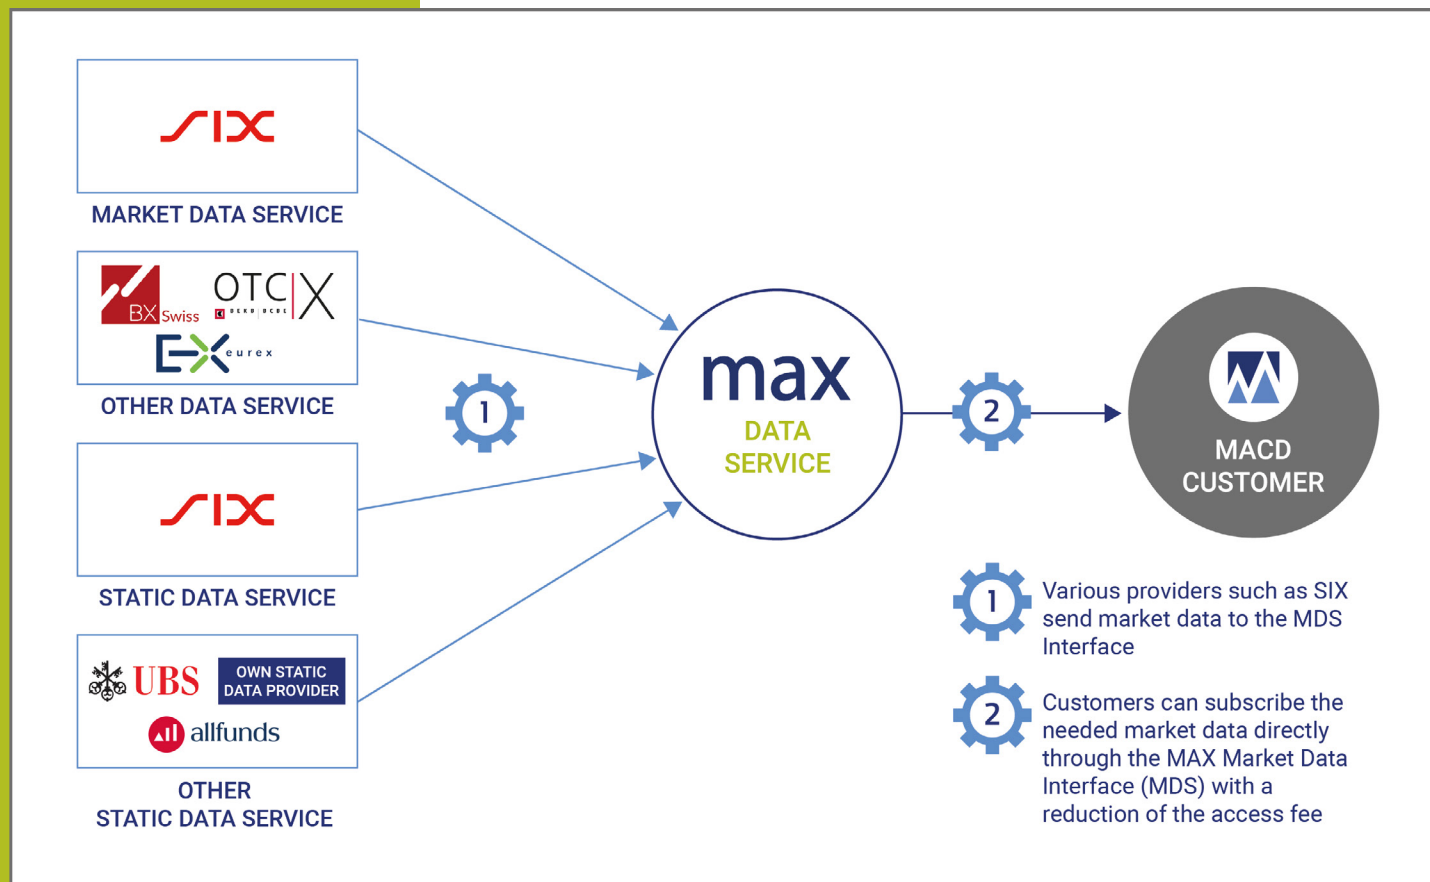 SIX
MARKET DATA SERVICE
BX Swiss
OTC|X
eurex
OTHER DATA SERVICE
SIX
STATIC DATA SERVICE
UBS
OWN STATIC
DATA PROVIDER
allfunds
OTHER
STATIC DATA SERVICE
1
max
DATA
SERVICE
2
MACD
CUSTOMER
1
Various providers such as SIX
send market data to the MDS
Interface
2
Customers can subscribe the
needed market data directly
through the MAX Market Data
Interface (MDS) with a
reduction of the access fee